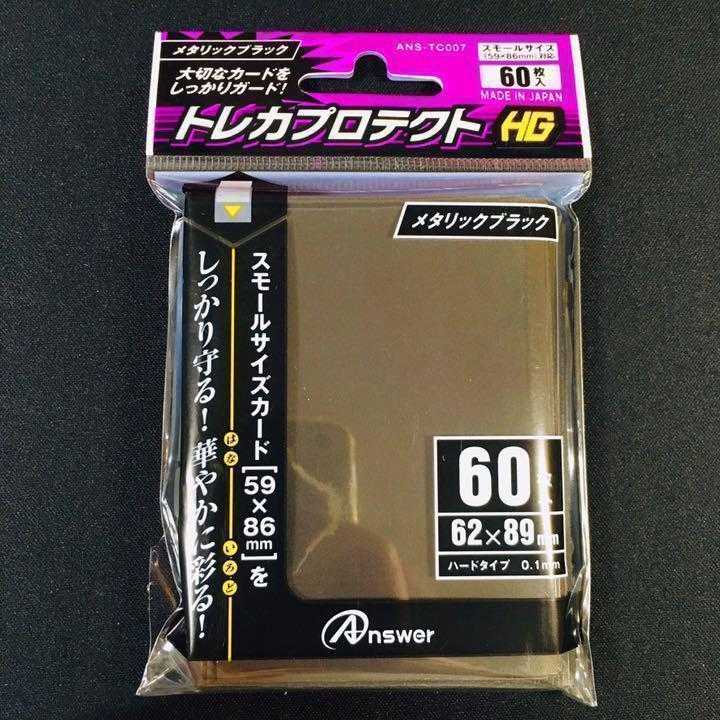 メタリックブラック
ANS-TC007
スモールサイズ
(59×86mm)対応
60枚入
MADE IN JAPAN
大切なカードを
しっかりガード!
トレカプロテクト HG
メタリックブラック
スモールサイズカード[59×86mm]を
しっかり守る!華やかに彩る!
はな
いろど
60枚入
62×89mm
ハードタイプ 0.1mm
Answer